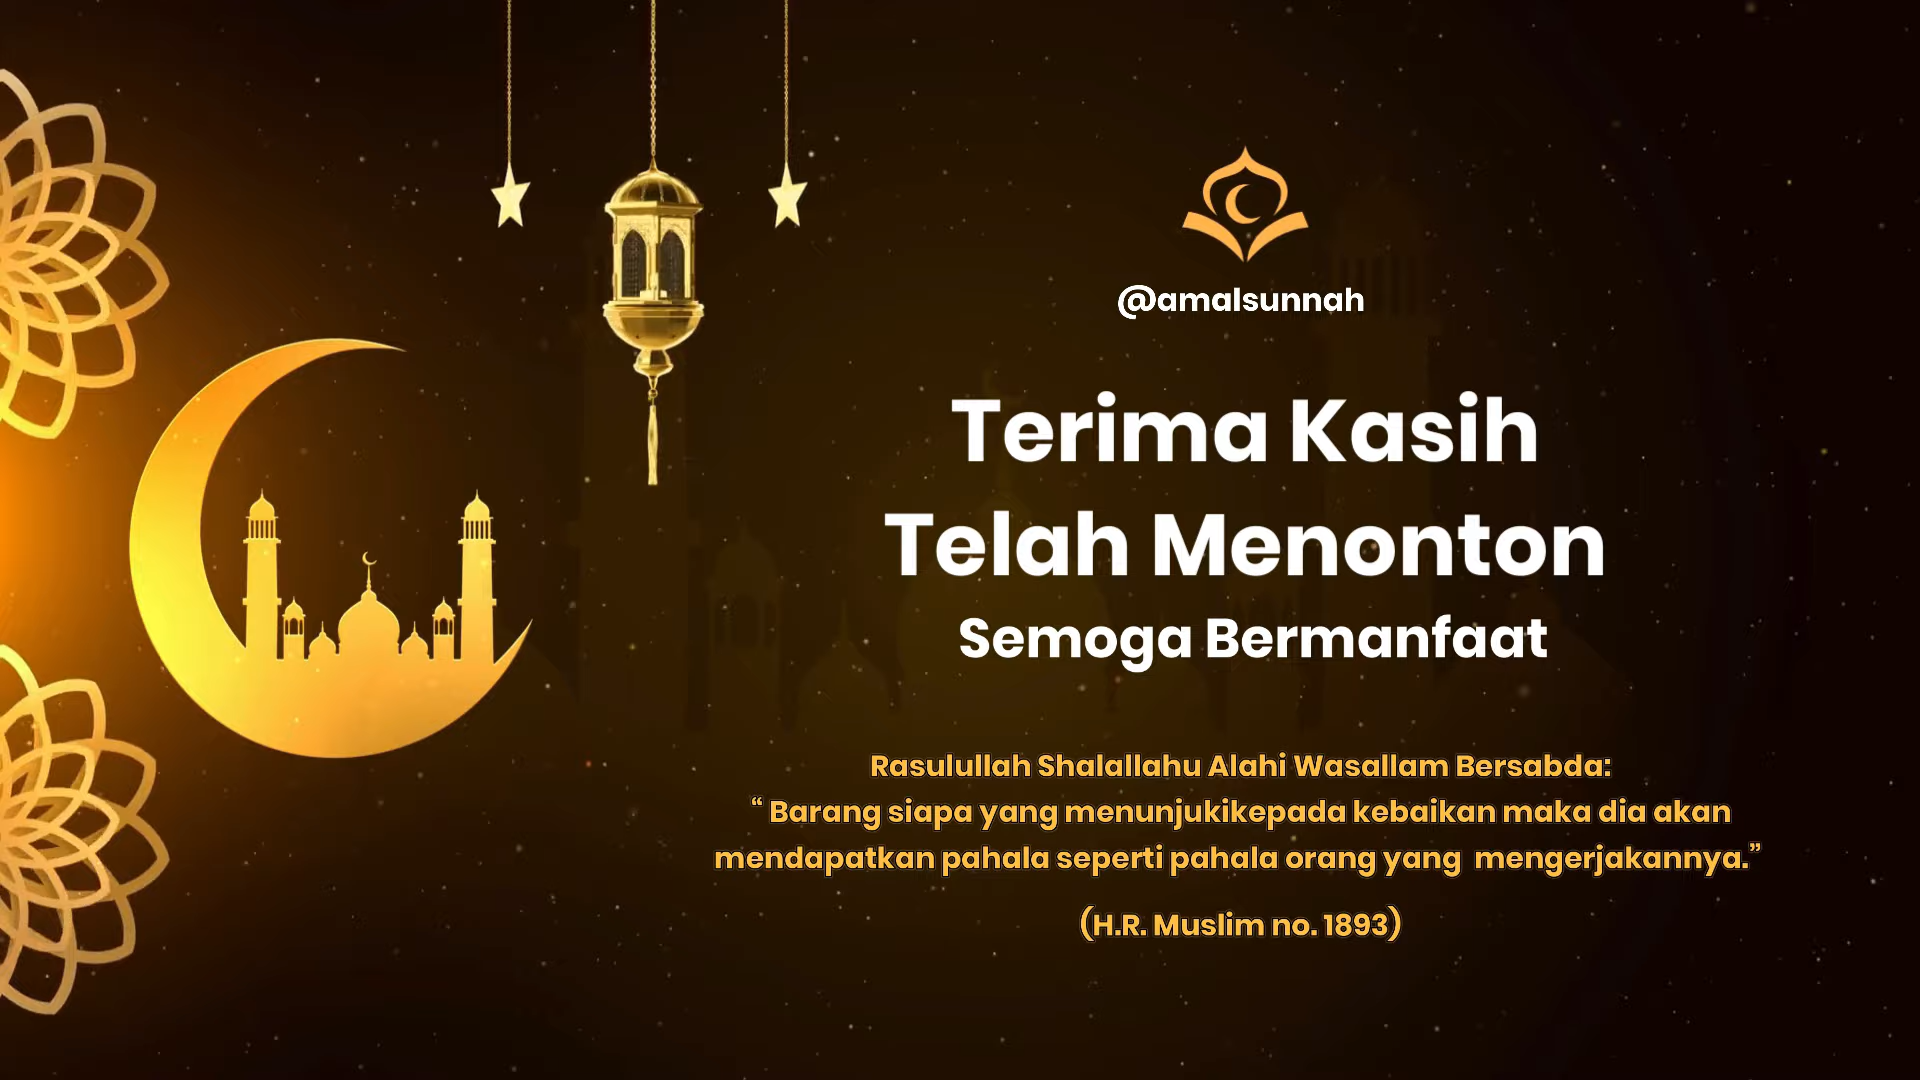 @amalsunnah
Terima Kasih
Telah Menonton
Semoga Bermanfaat
Rasulullah Shalallahu Alahi Wasallam Bersabda:
“ Barang siapa yang menunjukikepada kebaikan maka dia akan
mendapatkan pahala seperti pahala orang yang  mengerjakannya.”
(H.R. Muslim no. 1893)